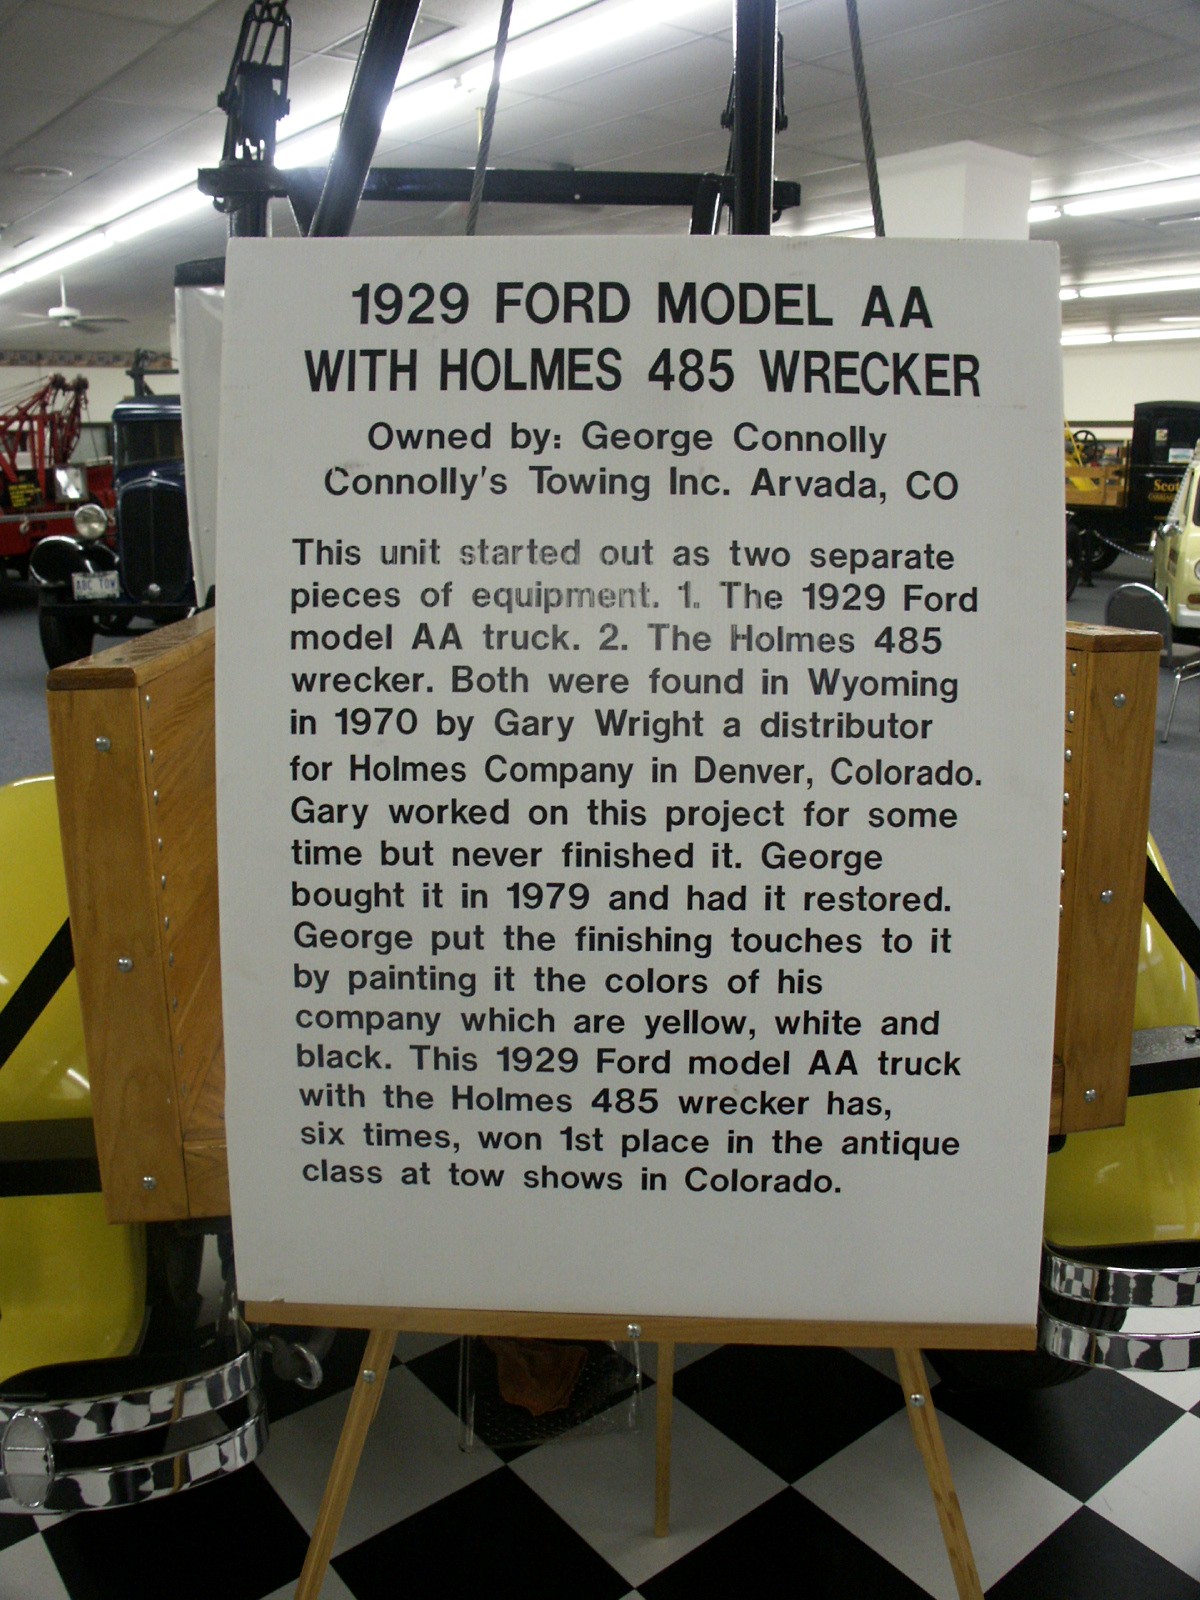 1929 FORD MODEL AA
WITH HOLMES 485 WRECKER
Owned by: George Connolly
Connolly's Towing Inc. Arvada, CO
This unit started out as two separate
pieces of equipment. 1. The 1929 Ford
model AA truck. 2. The Holmes 485
wrecker. Both were found in Wyoming
in 1970 by Gary Wright a distributor
for Holmes Company in Denver, Colorado.
Gary worked on this project for some
time but never finished it. George
bought it in 1979 and had it restored.
George put the finishing touches to it
by painting it the colors of his
company which are yellow, white and
black. This 1929 Ford model AA truck
with the Holmes 485 wrecker has,
six times, won 1st place in the antique
class at tow shows in Colorado.
ABC TOW